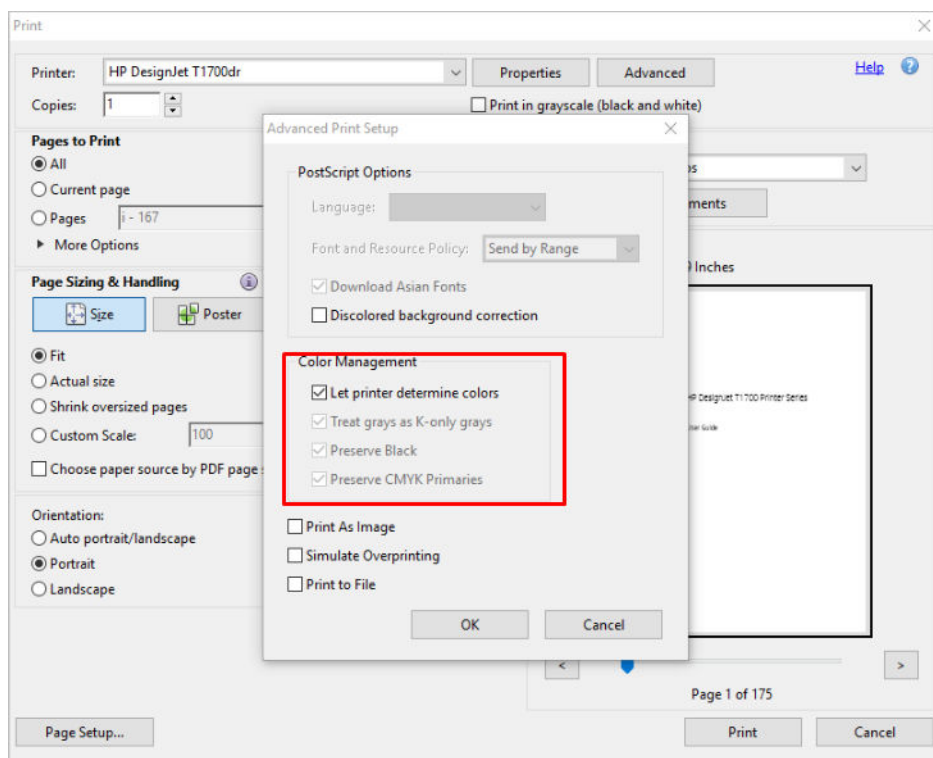 Print
Printer: HP DesignJet T1700dr Properties Advanced Help
Copies: 1 Print in grayscale (black and white)
Pages to Print
All
Current page
Pages i - 167
More Options
Page Sizing & Handling
Size Poster
Fit
Actual size
Shrink oversized pages
Custom Scale: 100
Choose paper source by PDF page
Orientation:
Auto portrait/landscape
Portrait
Landscape
Page Setup...
Advanced Print Setup
PostScript Options
Language:
Font and Resource Policy: Send by Range
Download Asian Fonts
Discolored background correction
Color Management
Let printer determine colors
Treat grays as K-only grays
Preserve Black
Preserve CMYK Primaries
Print As Image
Simulate Overprinting
Print to File
OK Cancel
Inches
HP Designjet T1700 Printer Series
User Guide
< >
Page 1 of 175
Print Cancel